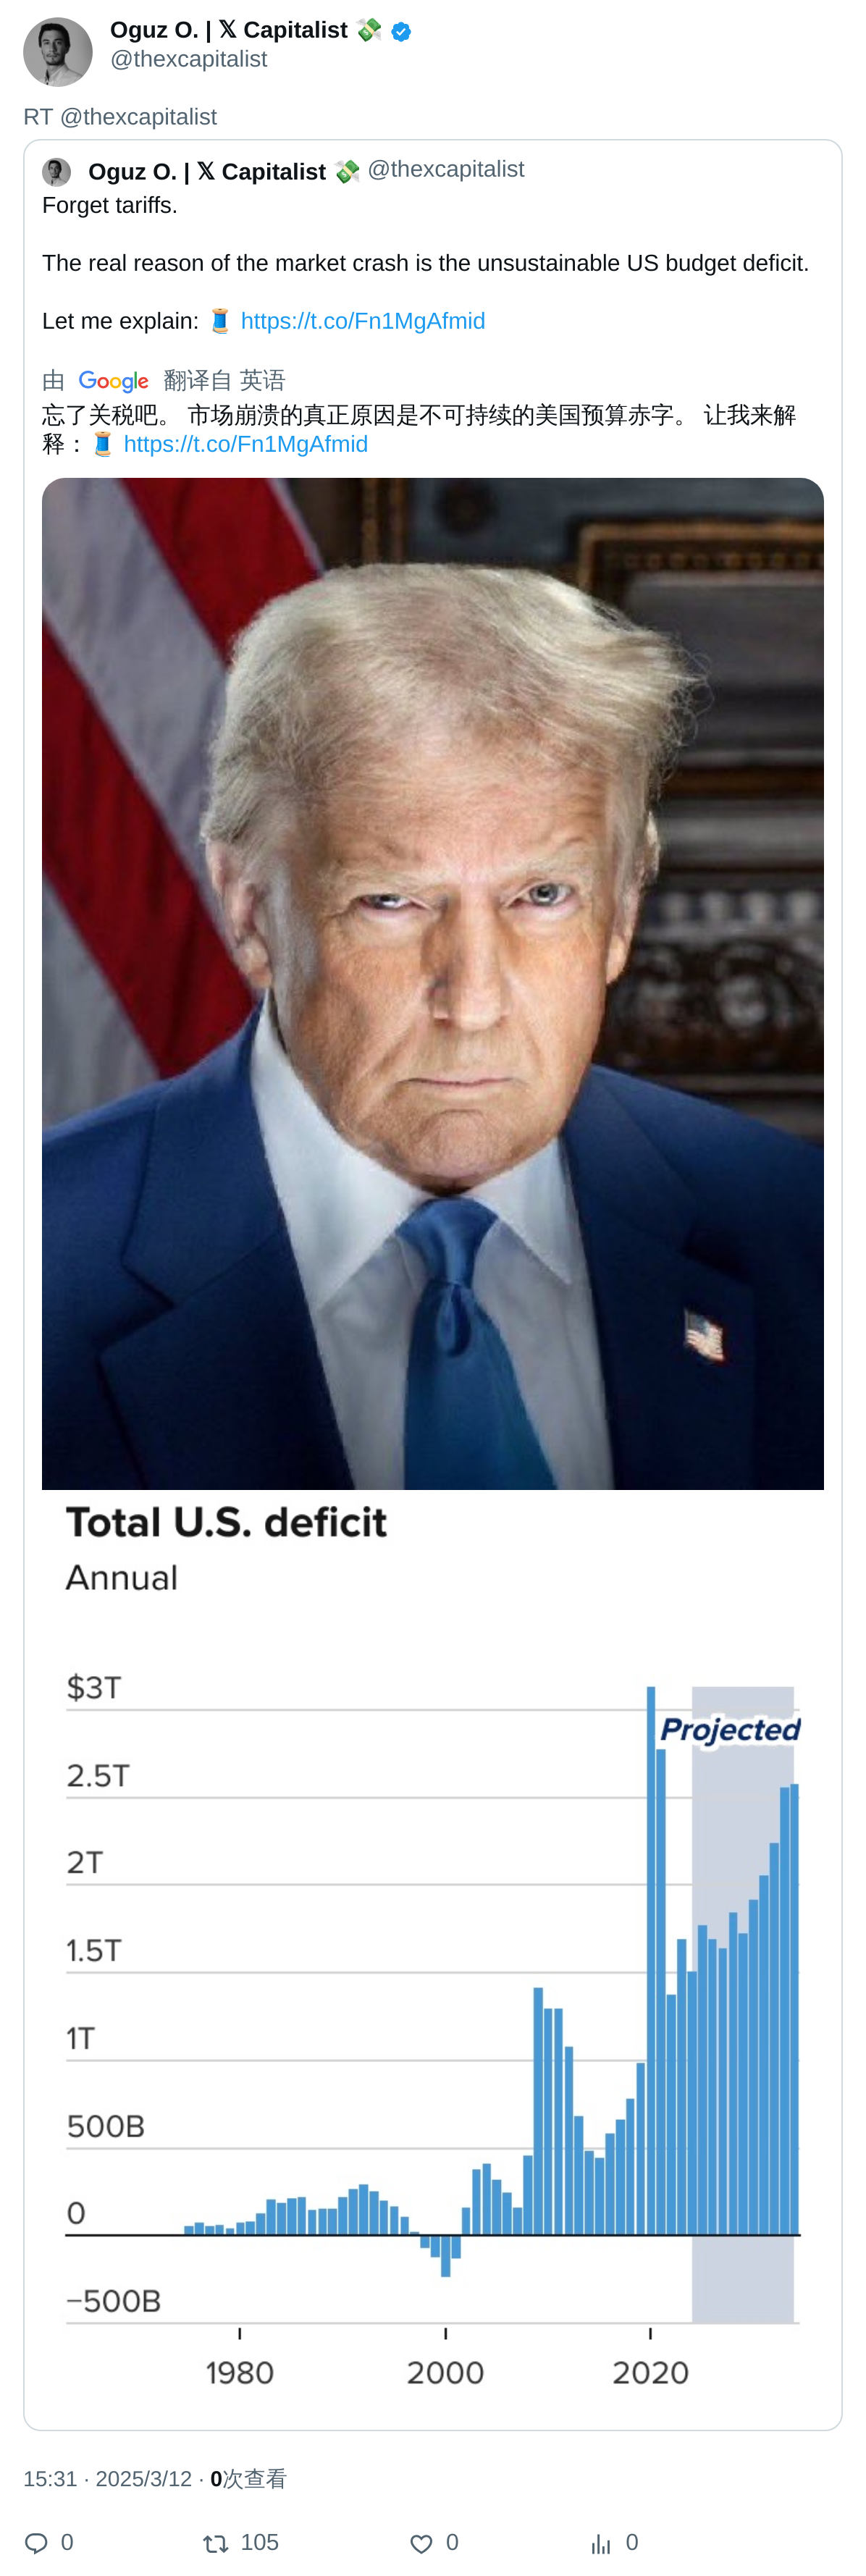 Oguz O. | 𝕏 Capitalist 💸
@thexcapitalist
RT @thexcapitalist
Oguz O. | 𝕏 Capitalist 💸 @thexcapitalist
Forget tariffs.
The real reason of the market crash is the unsustainable US budget deficit.
Let me explain: 🧵 https://t.co/Fn1MgAfmid
由 Google 翻译自 英语
忘了关税吧。 市场崩溃的真正原因是不可持续的美国预算赤字。 让我来解
释：🧵 https://t.co/Fn1MgAfmid
Total U.S. deficit
Annual
$3T
Projected
2.5T
2T
1.5T
1T
500B
0
−500B
1980 2000 2020
15:31 · 2025/3/12 · 0次查看
0 105 0 0